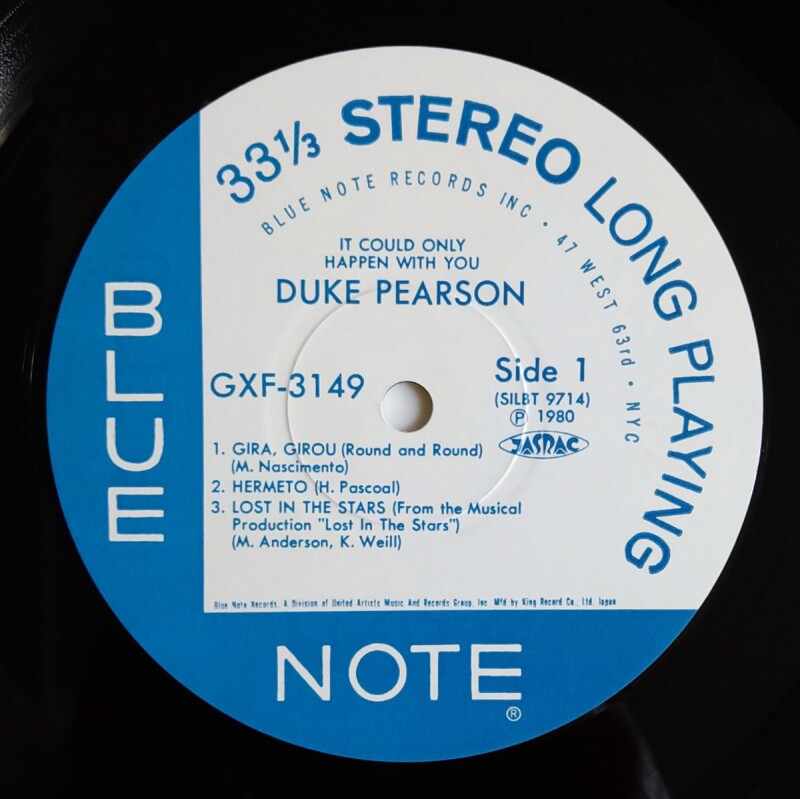 33⅓ STEREO LONG PLAYING
BLUE NOTE RECORDS INC · 47 WEST 63rd · NYC
IT COULD ONLY
HAPPEN WITH YOU
DUKE PEARSON
GXF-3149
Side 1
(SILBT 9714)
Ⓟ 1980
JASRAC
1. GIRA, GIROU (Round and Round)
(M. Nascimento)
2. HERMETO (H. Pascoal)
3. LOST IN THE STARS (From the Musical
Production "Lost In The Stars")
(M. Anderson, K. Weill)
Blue Note Records, A Division of United Artists Music And Records Group, Inc Mf'd by King Record Co., Ltd. Japan
BLUE
NOTE
®